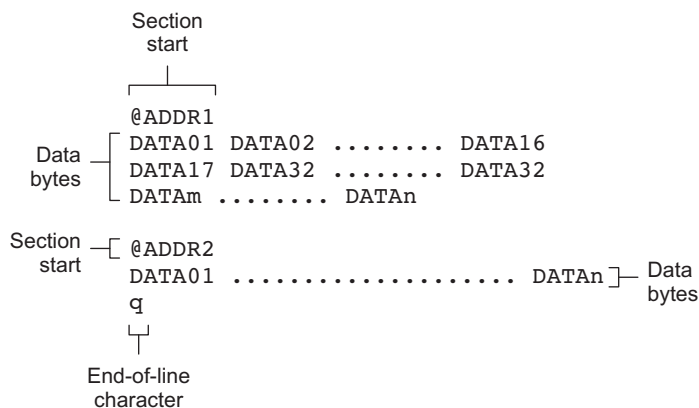 Section
start
@ADDR1
Data
bytes
DATA01 DATA02 ........ DATA16
DATA17 DATA32 ........ DATA32
DATAm ........ DATAn
Section
start
@ADDR2
DATA01 ..................... DATAn
Data
bytes
q
End-of-line
character